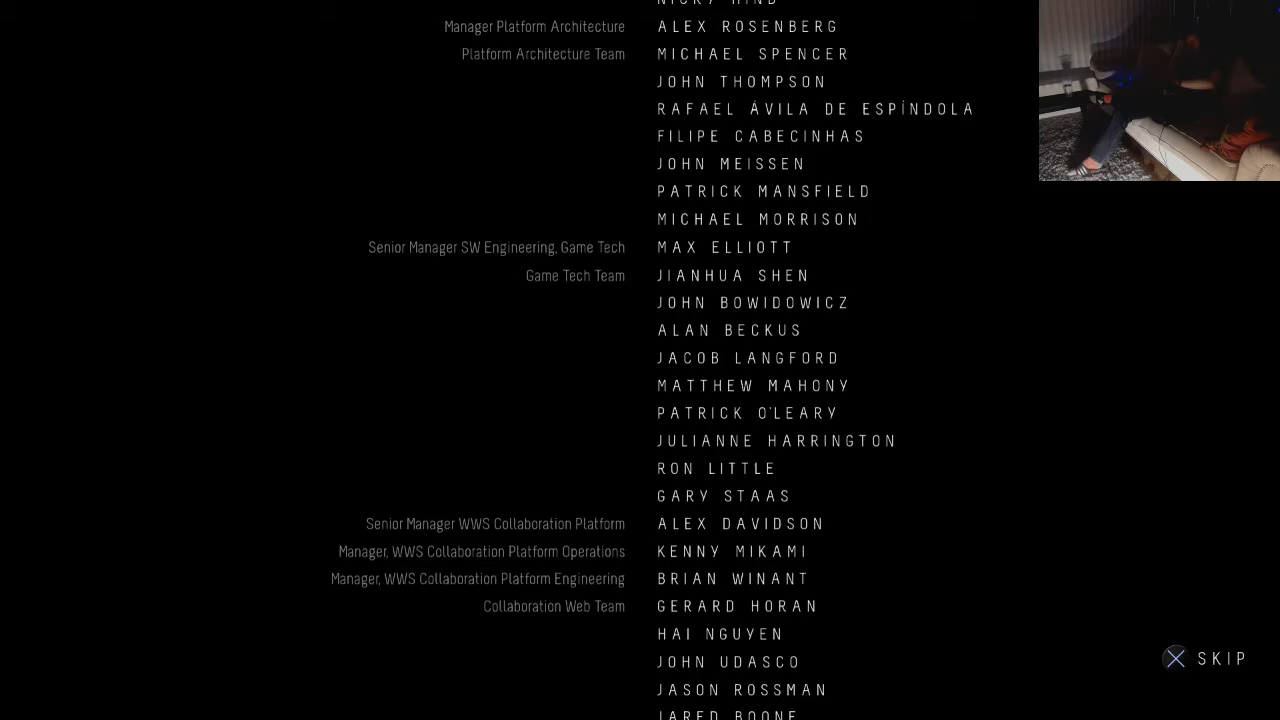 Manager Platform Architecture ALEX ROSENBERG
Platform Architecture Team MICHAEL SPENCER
JOHN THOMPSON
RAFAEL ÁVILA DE ESPÍNDOLA
FILIPE CABECINHAS
JOHN MEISSEN
PATRICK MANSFIELD
MICHAEL MORRISON
Senior Manager SW Engineering, Game Tech MAX ELLIOTT
Game Tech Team JIANHUA SHEN
JOHN BOWIDOWICZ
ALAN BECKUS
JACOB LANGFORD
MATTHEW MAHONY
PATRICK O'LEARY
JULIANNE HARRINGTON
RON LITTLE
GARY STAAS
Senior Manager WWS Collaboration Platform ALEX DAVIDSON
Manager, WWS Collaboration Platform Operations KENNY MIKAMI
Manager, WWS Collaboration Platform Engineering BRIAN WINANT
Collaboration Web Team GERARD HORAN
HAI NGUYEN
SKIP
JOHN UDASCO
JASON ROSSMAN
JARED BOONE